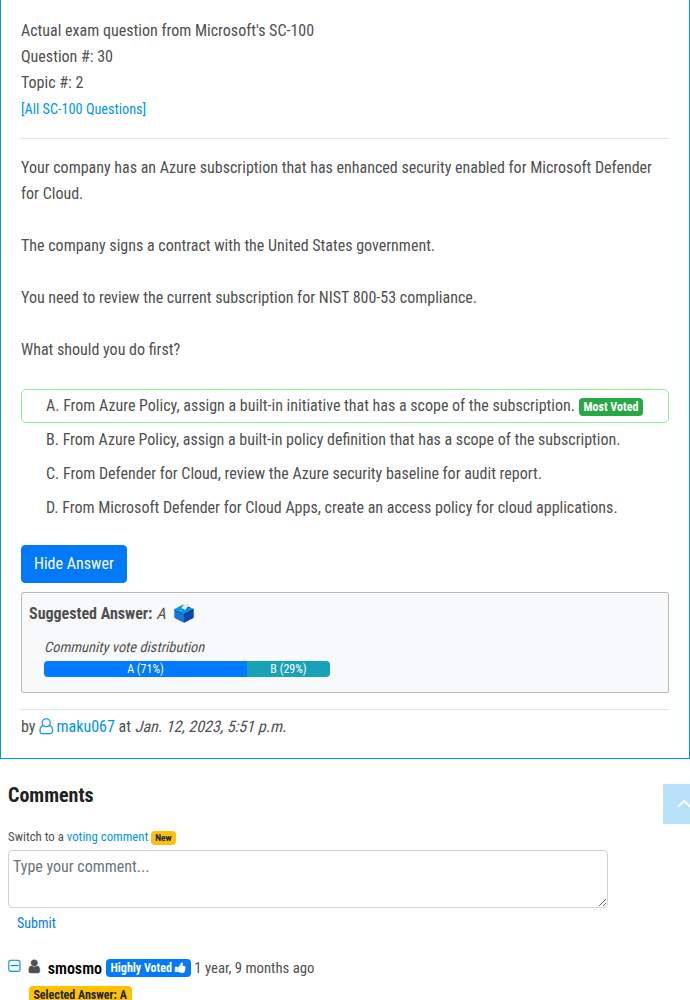 Actual exam question from Microsoft's SC-100
Question #: 30
Topic #: 2
[All SC-100 Questions]
Your company has an Azure subscription that has enhanced security enabled for Microsoft Defender
for Cloud.
The company signs a contract with the United States government.
You need to review the current subscription for NIST 800-53 compliance.
What should you do first?
A. From Azure Policy, assign a built-in initiative that has a scope of the subscription. Most Voted
B. From Azure Policy, assign a built-in policy definition that has a scope of the subscription.
C. From Defender for Cloud, review the Azure security baseline for audit report.
D. From Microsoft Defender for Cloud Apps, create an access policy for cloud applications.
Hide Answer
Suggested Answer: A
Community vote distribution
A (71%) B (29%)
by maku067 at Jan. 12, 2023, 5:51 p.m.
Comments
Switch to a voting comment New
Type your comment...
Submit
smosmo Highly Voted 1 year, 9 months ago
Selected Answer: A